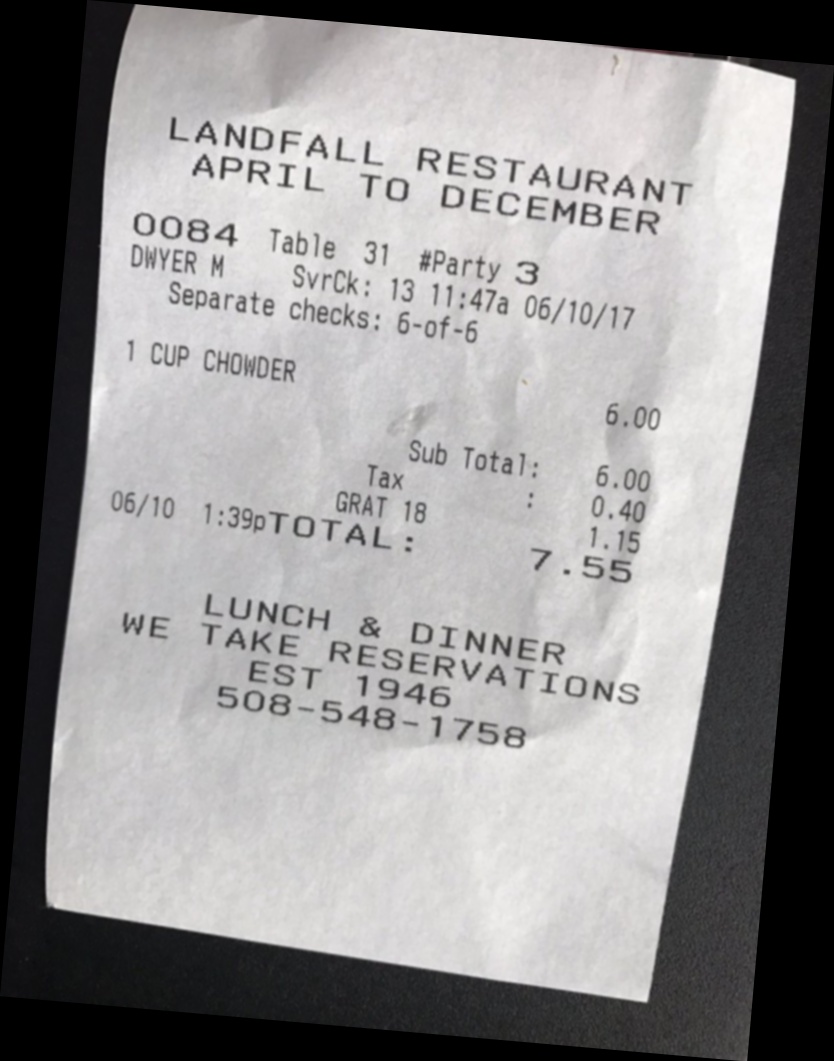 LANDFALL RESTAURANT
APRIL TO DECEMBER
0084 Table 31 #Party 3
DWYER M SvrCk: 13 11:47a 06/10/17
Separate checks: 6-of-6
1 CUP CHOWDER 6.00
Sub Total: 6.00
Tax : 0.40
GRAT 18 1.15
06/10 1:39pTOTAL: 7.55
LUNCH & DINNER
WE TAKE RESERVATIONS
EST 1946
508-548-1758